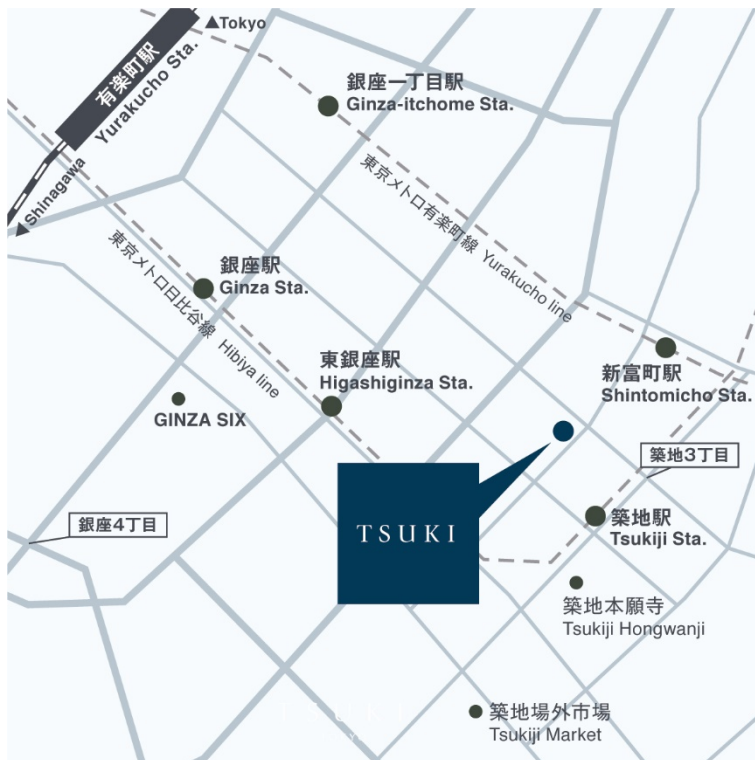 ▲Tokyo
有楽町駅
Yurakucho Sta.
▲Shinagawa
銀座一丁目駅
Ginza-itchome Sta.
東京メトロ有楽町線 Yurakucho line
銀座駅
Ginza Sta.
東京メトロ日比谷線 Hibiya line
東銀座駅
Higashiginza Sta.
新富町駅
Shintomicho Sta.
GINZA SIX
築地3丁目
銀座4丁目
TSUKI
築地駅
Tsukiji Sta.
築地本願寺
Tsukiji Hongwanji
築地場外市場
Tsukiji Market
TSUKI